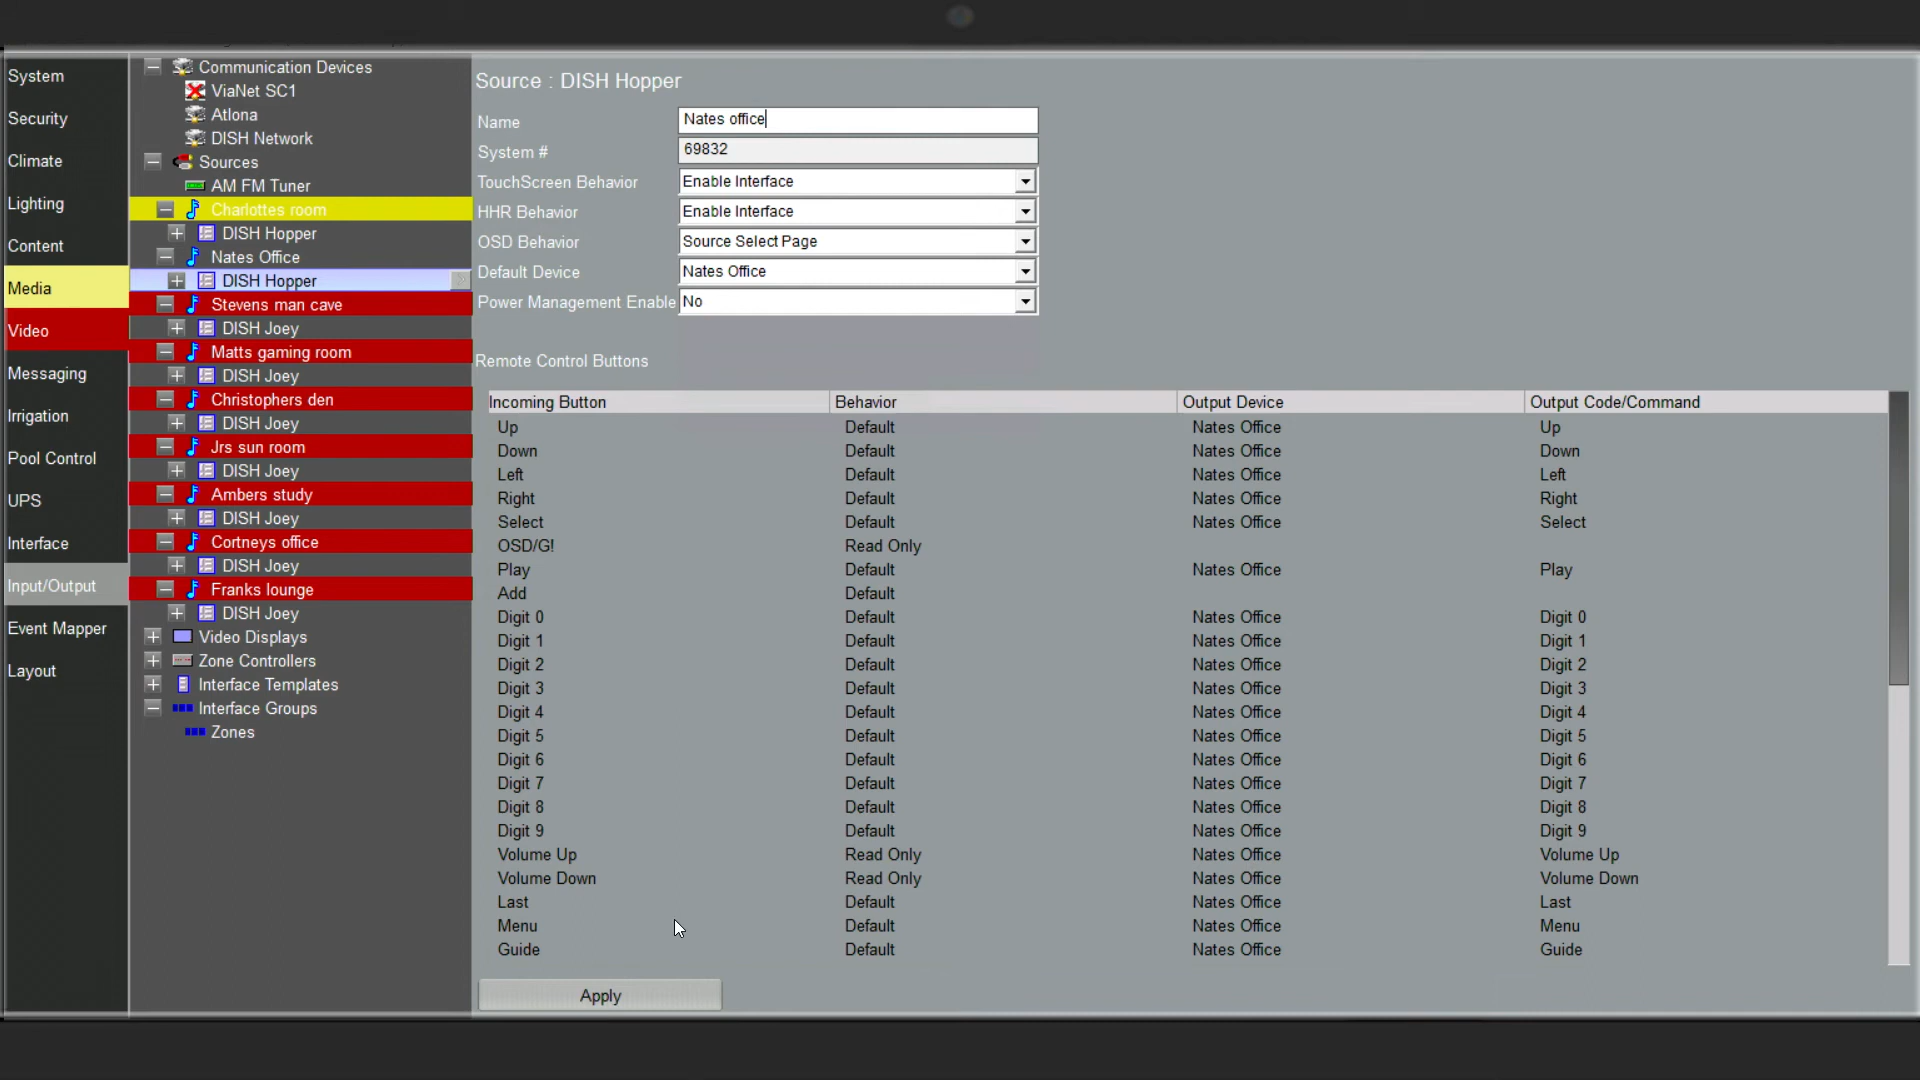 System
Security
Climate
Lighting
Content
Media
Video
Messaging
Irrigation
Pool Control
UPS
Interface
Input/Output
Event Mapper
Layout
Communication Devices
ViaNet SC1
Atlona
DISH Network
Sources
AM FM Tuner
Charlottes room
DISH Hopper
Nates Office
DISH Hopper
Stevens man cave
DISH Joey
Matts gaming room
DISH Joey
Christophers den
DISH Joey
Jrs sun room
DISH Joey
Ambers study
DISH Joey
Cortneys office
DISH Joey
Franks lounge
DISH Joey
Video Displays
Zone Controllers
Interface Templates
Interface Groups
Zones
Source : DISH Hopper
Name Nates office
System # 69832
TouchScreen Behavior Enable Interface
HHR Behavior Enable Interface
OSD Behavior Source Select Page
Default Device Nates Office
Power Management Enable No
Remote Control Buttons
Incoming Button Behavior Output Device Output Code/Command
Up Default Nates Office Up
Down Default Nates Office Down
Left Default Nates Office Left
Right Default Nates Office Right
Select Default Nates Office Select
OSD/G! Read Only
Play Default Nates Office Play
Add Default
Digit 0 Default Nates Office Digit 0
Digit 1 Default Nates Office Digit 1
Digit 2 Default Nates Office Digit 2
Digit 3 Default Nates Office Digit 3
Digit 4 Default Nates Office Digit 4
Digit 5 Default Nates Office Digit 5
Digit 6 Default Nates Office Digit 6
Digit 7 Default Nates Office Digit 7
Digit 8 Default Nates Office Digit 8
Digit 9 Default Nates Office Digit 9
Volume Up Read Only Nates Office Volume Up
Volume Down Read Only Nates Office Volume Down
Last Default Nates Office Last
Menu Default Nates Office Menu
Guide Default Nates Office Guide
Apply